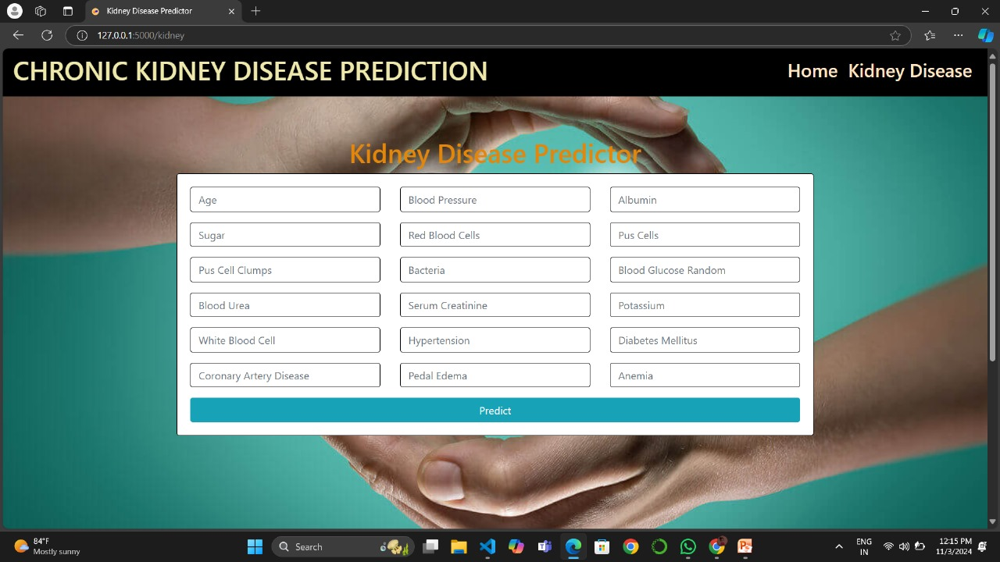 Kidney Disease Predictor
127.0.0.1:5000/kidney
CHRONIC KIDNEY DISEASE PREDICTION
Home Kidney Disease
Kidney Disease Predictor
Age Blood Pressure Albumin
Sugar Red Blood Cells Pus Cells
Pus Cell Clumps Bacteria Blood Glucose Random
Blood Urea Serum Creatinine Potassium
White Blood Cell Hypertension Diabetes Mellitus
Coronary Artery Disease Pedal Edema Anemia
Predict
84°F
Mostly sunny
Search
ENG
IN
12:15 PM
11/3/2024